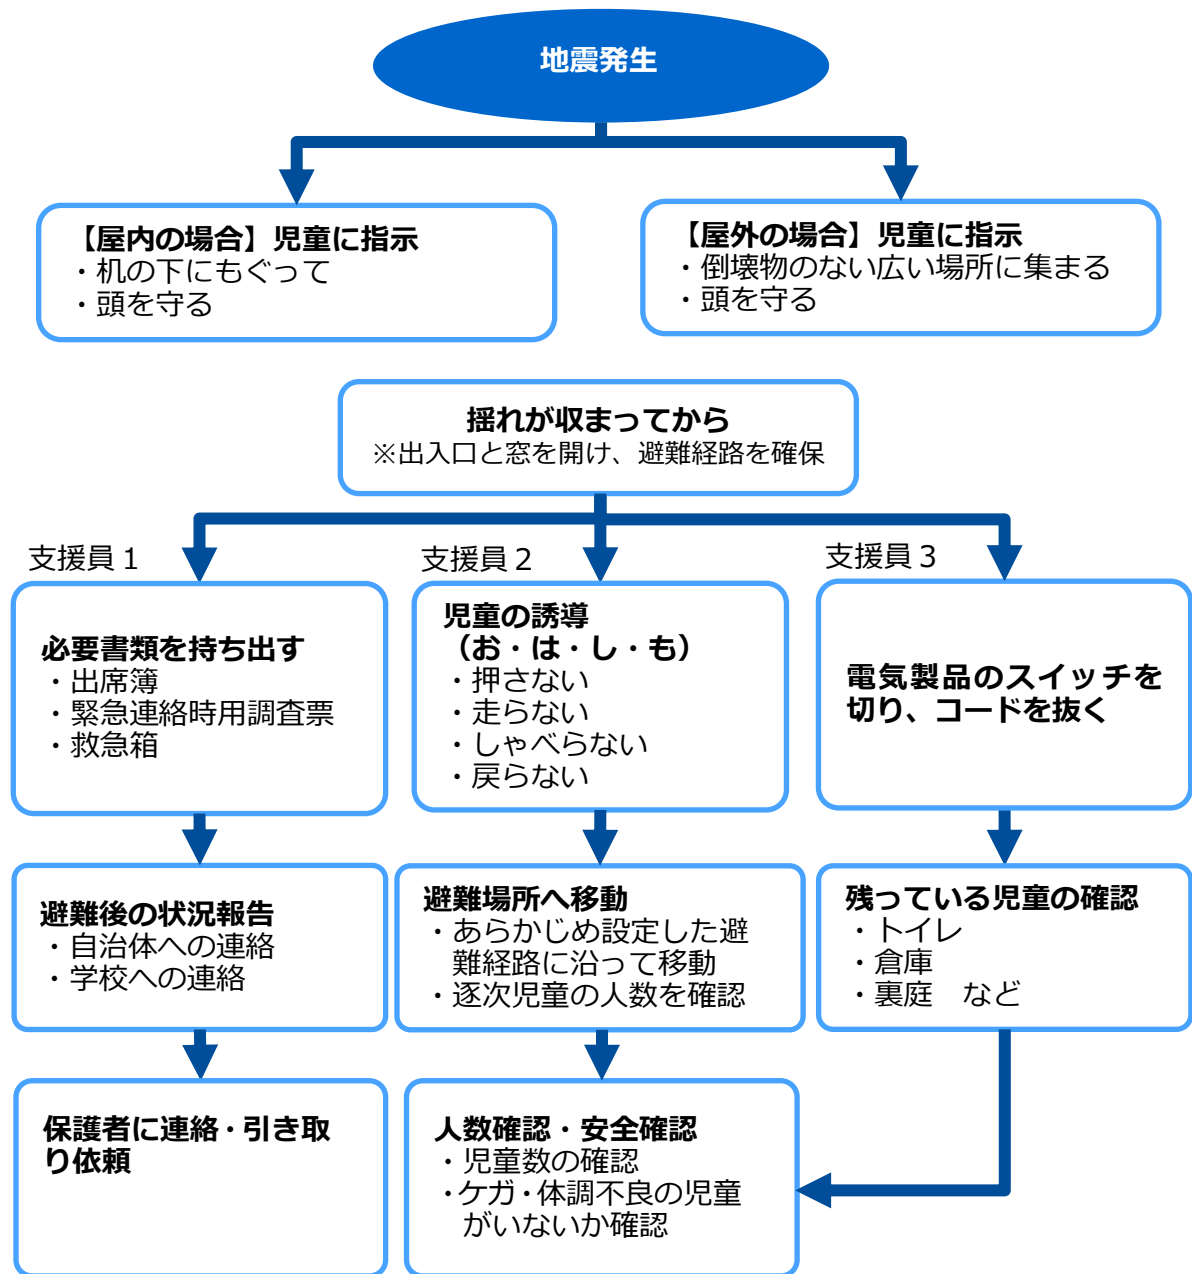 地震発生
【屋内の場合】児童に指示
・机の下にもぐって
・頭を守る
【屋外の場合】児童に指示
・倒壊物のない広い場所に集まる
・頭を守る
揺れが収まってから
※出入口と窓を開け、避難経路を確保
支援員１
必要書類を持ち出す
・出席簿
・緊急連絡時用調査票
・救急箱
支援員２
児童の誘導
（お・は・し・も）
・押さない
・走らない
・しゃべらない
・戻らない
支援員３
電気製品のスイッチを
切り、コードを抜く
避難後の状況報告
・自治体への連絡
・学校への連絡
避難場所へ移動
・あらかじめ設定した避
難経路に沿って移動
・逐次児童の人数を確認
残っている児童の確認
・トイレ
・倉庫
・裏庭　など
保護者に連絡・引き取
り依頼
人数確認・安全確認
・児童数の確認
・ケガ・体調不良の児童
がいないか確認